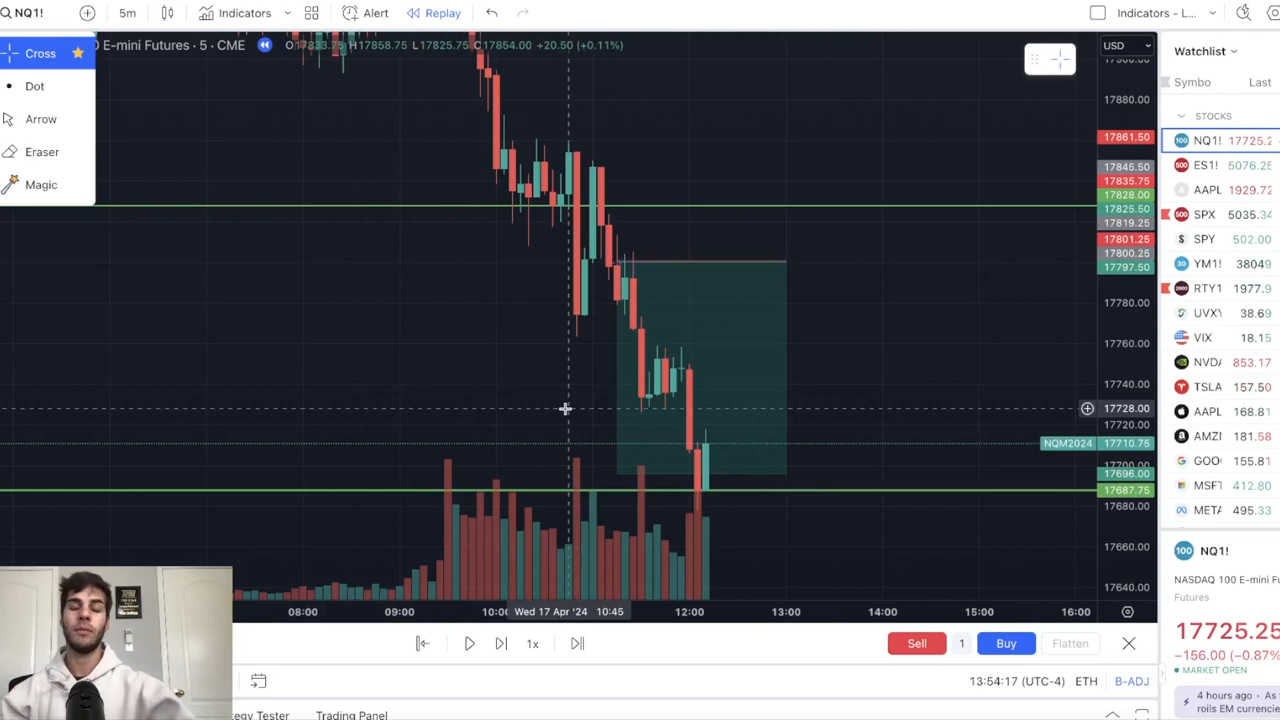 NQ1!
5m
Indicators
Alert
Replay
Indicators - L...
Cross
Dot
Arrow
Eraser
Magic
E-mini Futures · 5 · CME
O17833.75 H17858.75 L17825.75 C17854.00 +20.50 (+0.11%)
USD
17900.00
17880.00
17861.50
17845.50
17835.75
17828.00
17825.50
17819.25
17801.25
17800.25
17797.50
17780.00
17760.00
17740.00
17728.00
17720.00
NQM2024 17710.75
17700.00
17696.00
17687.75
17680.00
17660.00
17640.00
08:00
09:00
10:00
Wed 17 Apr '24 10:45
12:00
13:00
14:00
15:00
16:00
1x
Sell
1
Buy
Flatten
13:54:17 (UTC-4)
ETH
B-ADJ
egy Tester
Trading Panel
Watchlist
Symbo Last
STOCKS
NQ1! 17725.2
ES1! 5076.25
AAPL 1929.72
SPX 5035.34
SPY 502.00
YM1! 38049
RTY1 1977.9
UVXY 38.69
VIX 18.15
NVDA 853.17
TSLA 157.50
AAPL 168.81
AMZI 181.58
GOO 155.81
MSFT 412.80
META 495.33
NQ1!
NASDAQ 100 E-mini Fu
Futures
17725.25
−156.00 (−0.87%
MARKET OPEN
4 hours ago · As
roils EM currencie